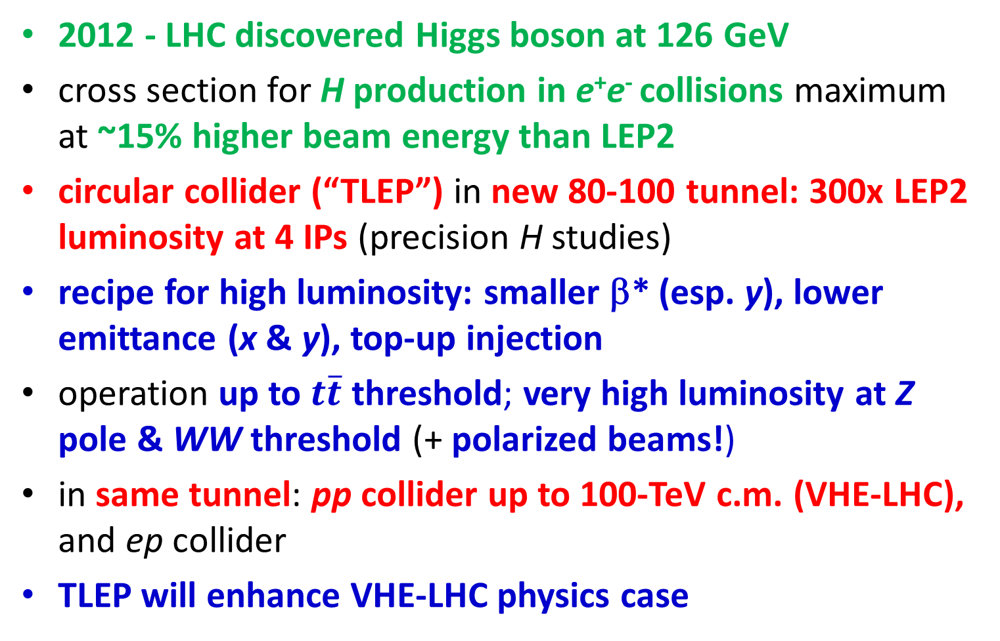 • 2012 - LHC discovered Higgs boson at 126 GeV
• cross section for H production in e⁺e⁻ collisions maximum
at ~15% higher beam energy than LEP2
• circular collider (“TLEP”) in new 80-100 tunnel: 300x LEP2
luminosity at 4 IPs (precision H studies)
• recipe for high luminosity: smaller β* (esp. y), lower
emittance (x & y), top-up injection
• operation up to tt̄ threshold; very high luminosity at Z
pole & WW threshold (+ polarized beams!)
• in same tunnel: pp collider up to 100-TeV c.m. (VHE-LHC),
and ep collider
• TLEP will enhance VHE-LHC physics case